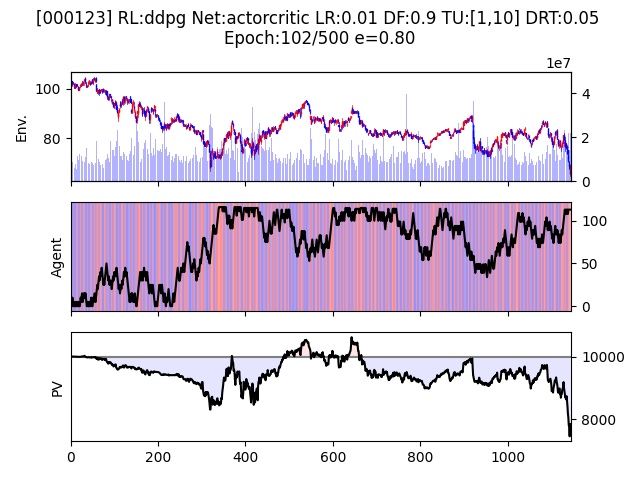 [000123] RL:ddpg Net:actorcritic LR:0.01 DF:0.9 TU:[1,10] DRT:0.05
Epoch:102/500 e=0.80
1e7
100
80
Env.
4
2
0
Agent
100
50
0
PV
10000
8000
0
200
400
600
800
1000